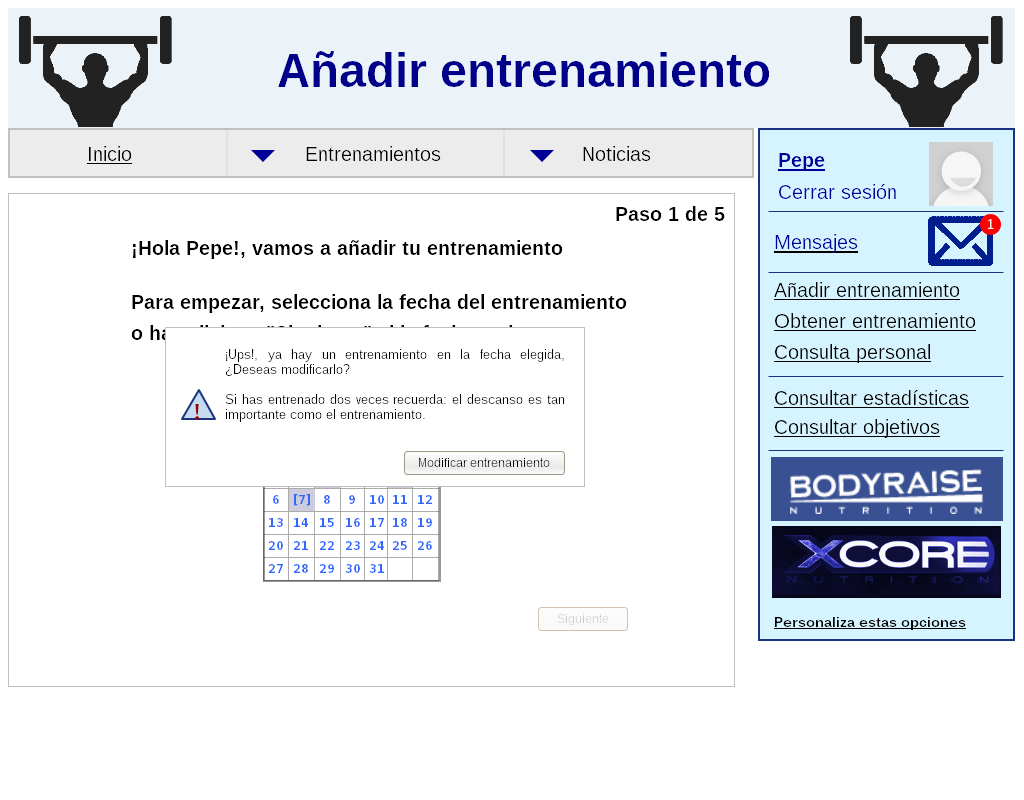 Añadir entrenamiento
Inicio
Entrenamientos
Noticias
Paso 1 de 5
¡Hola Pepe!, vamos a añadir tu entrenamiento
Para empezar, selecciona la fecha del entrenamiento
¡Ups!, ya hay un entrenamiento en la fecha elegida,
¿Deseas modificarlo?
Si has entrenado dos veces recuerda: el descanso es tan
importante como el entrenamiento.
!
Modificar entrenamiento
6 [7] 8 9 10 11 12
13 14 15 16 17 18 19
20 21 22 23 24 25 26
27 28 29 30 31
Siguiente
Pepe
Cerrar sesión
Mensajes
1
Añadir entrenamiento
Obtener entrenamiento
Consulta personal
Consultar estadísticas
Consultar objetivos
BODYRAISE
NUTRITION
XCORE
NUTRITION
Personaliza estas opciones